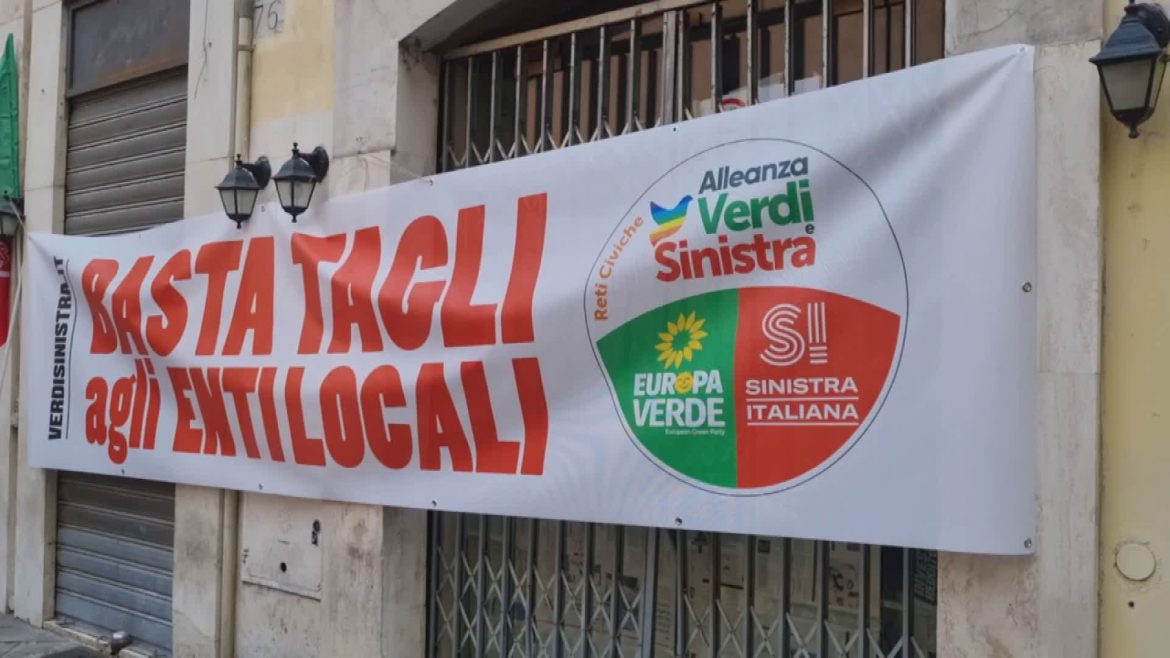 76
VERDISINISTRA.IT
BASTA TAGLI
agli ENTI LOCALI
Reti Civiche
Alleanza
Verdi
e
Sinistra
EUROPA
VERDE
European Green Party
SI
SINISTRA
ITALIANA